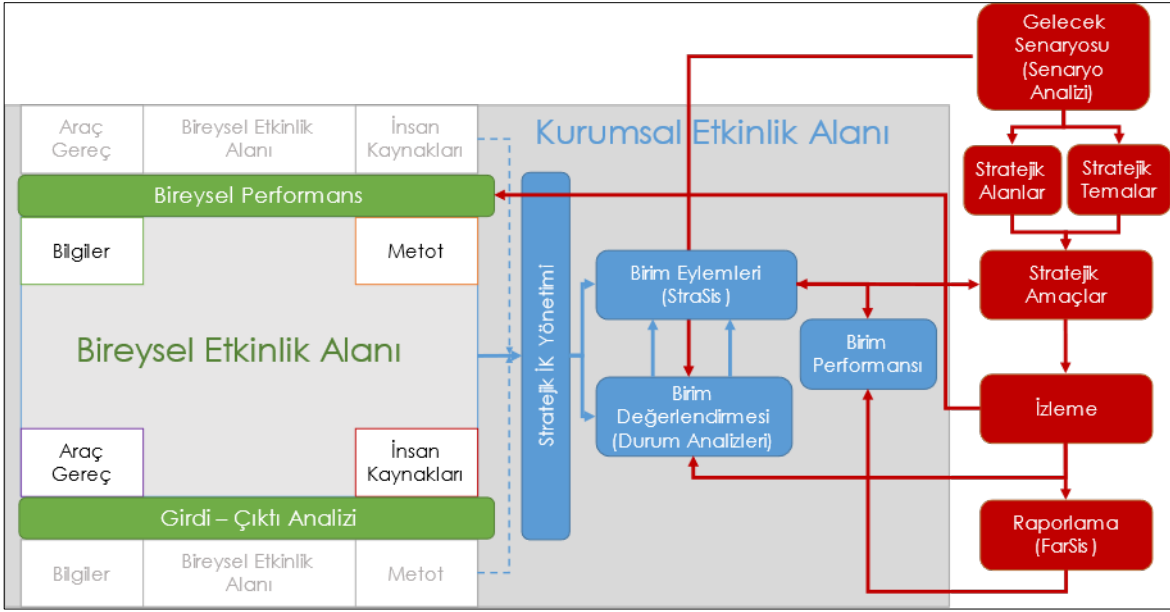 Gelecek
Senaryosu
(Senaryo
Analizi)
Araç
Gereç
Bireysel Etkinlik
Alanı
İnsan
Kaynakları
Kurumsal Etkinlik Alanı
Stratejik
Alanlar
Stratejik
Temalar
Bireysel Performans
Bilgiler
Metot
Stratejik İK Yönetimi
Birim Eylemleri
(StraSis)
Stratejik
Amaçlar
Bireysel Etkinlik Alanı
Birim
Performansı
Birim
Değerlendirmesi
(Durum Analizleri)
İzleme
Araç
Gereç
İnsan
Kaynakları
Girdi – Çıktı Analizi
Raporlama
(FarSis)
Bilgiler
Bireysel Etkinlik
Alanı
Metot